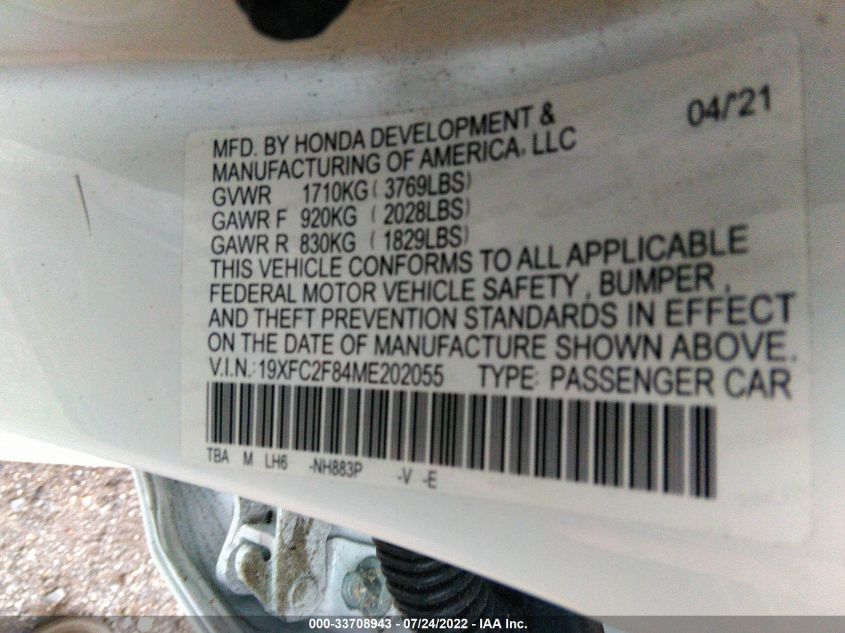 04/'21
MFD. BY HONDA DEVELOPMENT &
MANUFACTURING OF AMERICA, LLC
GVWR 1710KG ( 3769LBS)
GAWR F 920KG ( 2028LBS)
GAWR R 830KG ( 1829LBS)
THIS VEHICLE CONFORMS TO ALL APPLICABLE
FEDERAL MOTOR VEHICLE SAFETY , BUMPER ,
AND THEFT PREVENTION STANDARDS IN EFFECT
ON THE DATE OF MANUFACTURE SHOWN ABOVE.
V.I.N.: 19XFC2F84ME202055 TYPE: PASSENGER CAR
TBA M LH6 -NH883P -V -E
000-33708943 - 07/24/2022 - IAA Inc.